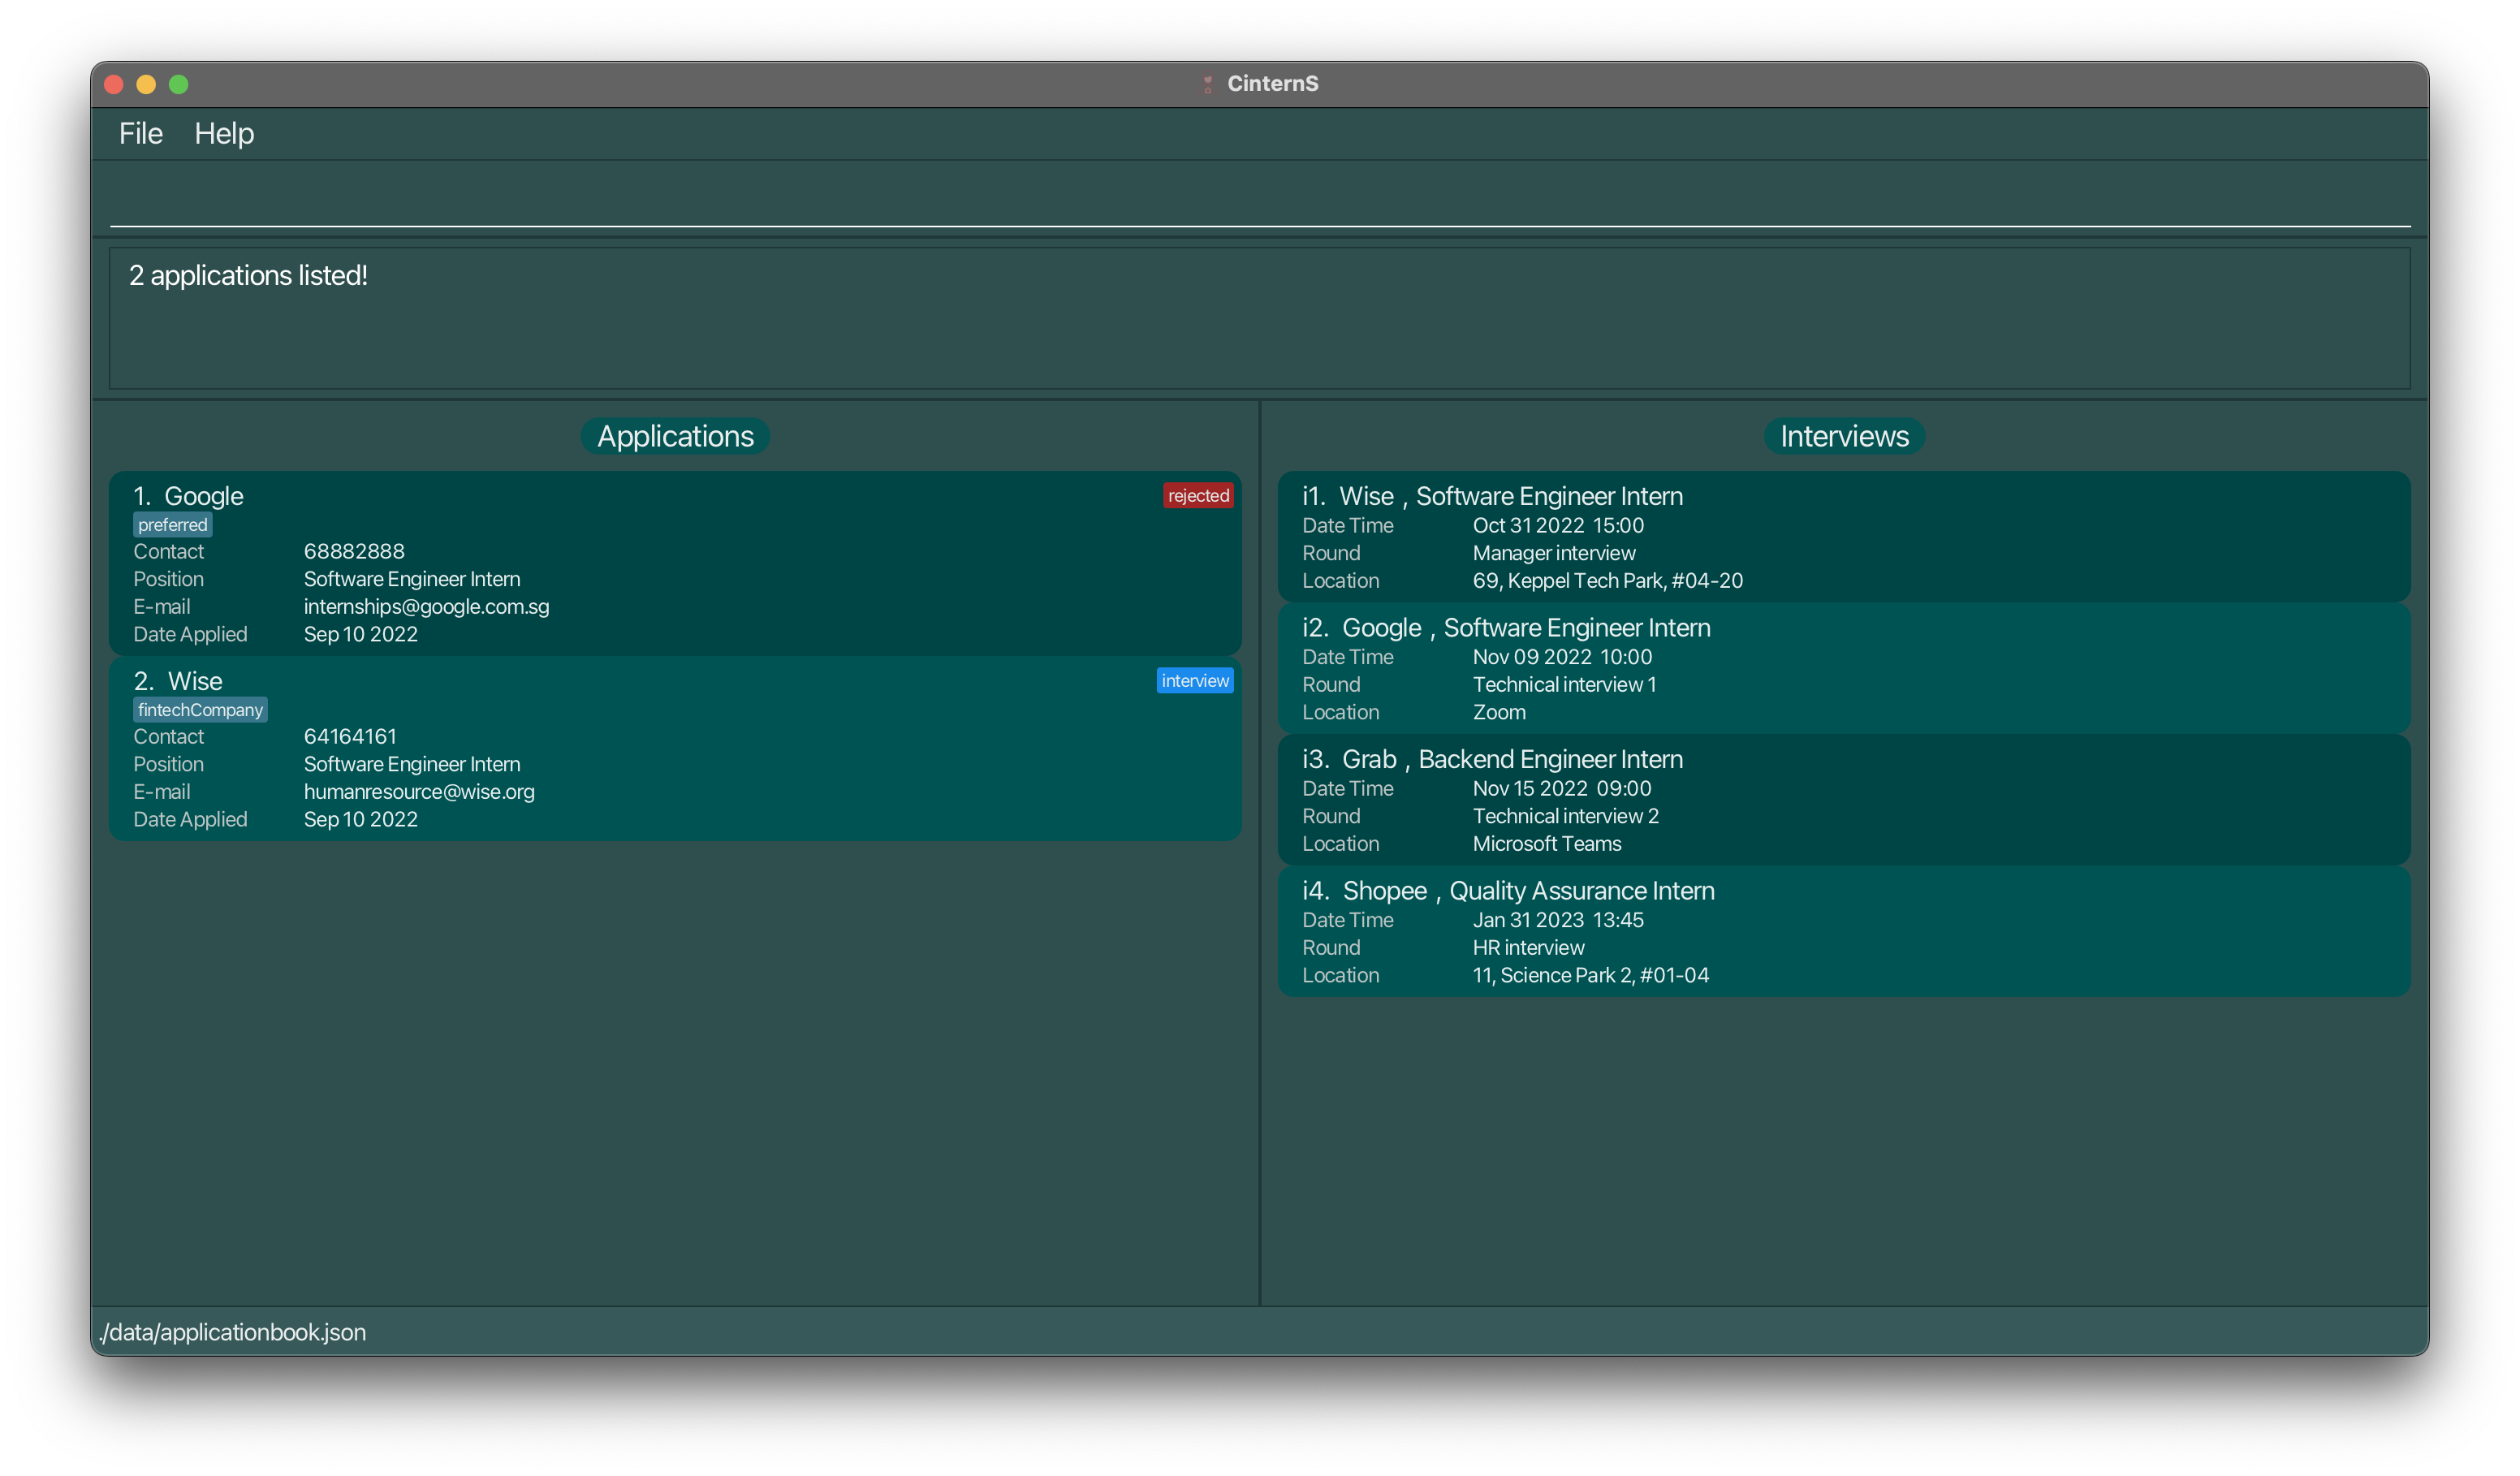 CinternS
File Help
2 applications listed!
Applications
1. Google rejected
preferred
Contact 68882888
Position Software Engineer Intern
E-mail internships@google.com.sg
Date Applied Sep 10 2022
2. Wise interview
fintechCompany
Contact 64164161
Position Software Engineer Intern
E-mail humanresource@wise.org
Date Applied Sep 10 2022
Interviews
i1. Wise , Software Engineer Intern
Date Time Oct 31 2022 15:00
Round Manager interview
Location 69, Keppel Tech Park, #04-20
i2. Google , Software Engineer Intern
Date Time Nov 09 2022 10:00
Round Technical interview 1
Location Zoom
i3. Grab , Backend Engineer Intern
Date Time Nov 15 2022 09:00
Round Technical interview 2
Location Microsoft Teams
i4. Shopee , Quality Assurance Intern
Date Time Jan 31 2023 13:45
Round HR interview
Location 11, Science Park 2, #01-04
./data/applicationbook.json